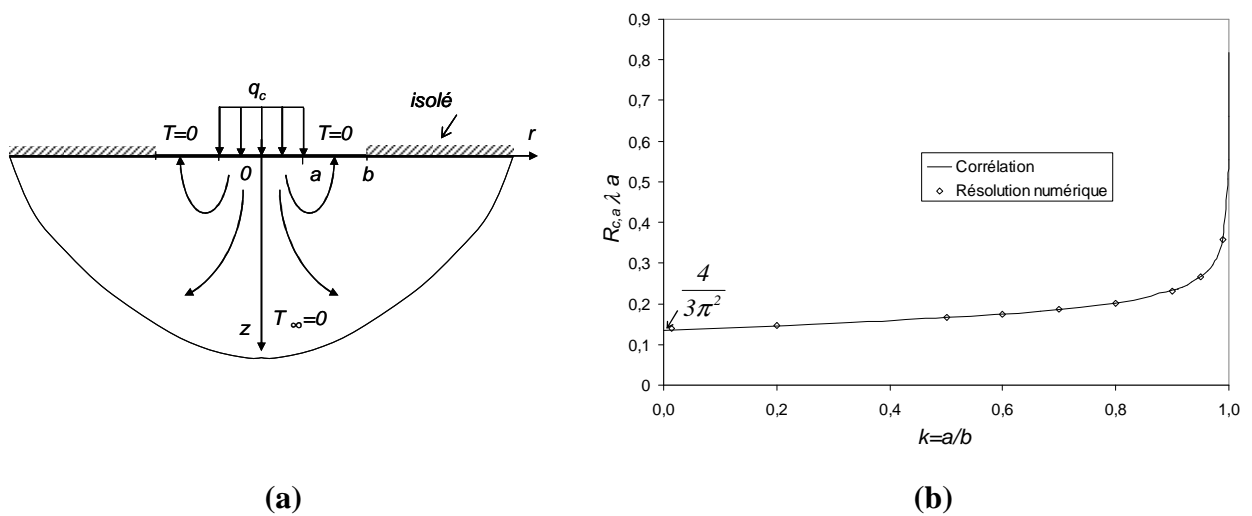 q_c
isolé
T=0
T=0
r
0
a
b
z
T_∞=0
(a)
0,9
0,8
0,7
0,6
0,5
0,4
0,3
0,2
0,1
0
R_{c,a} λ a
Corrélation
Résolution numérique
4
3π²
0,0
0,2
0,4
0,6
0,8
1,0
k=a/b
(b)